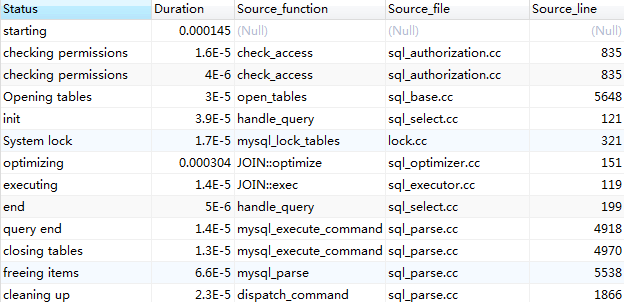 Status Duration Source_function Source_file Source_line
starting 0.000145 (Null) (Null) (Null)
checking permissions 1.6E-5 check_access sql_authorization.cc 835
checking permissions 4E-6 check_access sql_authorization.cc 835
Opening tables 3E-5 open_tables sql_base.cc 5648
init 3.9E-5 handle_query sql_select.cc 121
System lock 1.7E-5 mysql_lock_tables lock.cc 321
optimizing 0.000304 JOIN::optimize sql_optimizer.cc 151
executing 1.4E-5 JOIN::exec sql_executor.cc 119
end 5E-6 handle_query sql_select.cc 199
query end 1.4E-5 mysql_execute_command sql_parse.cc 4918
closing tables 1.3E-5 mysql_execute_command sql_parse.cc 4970
freeing items 6.6E-5 mysql_parse sql_parse.cc 5538
cleaning up 2.3E-5 dispatch_command sql_parse.cc 1866